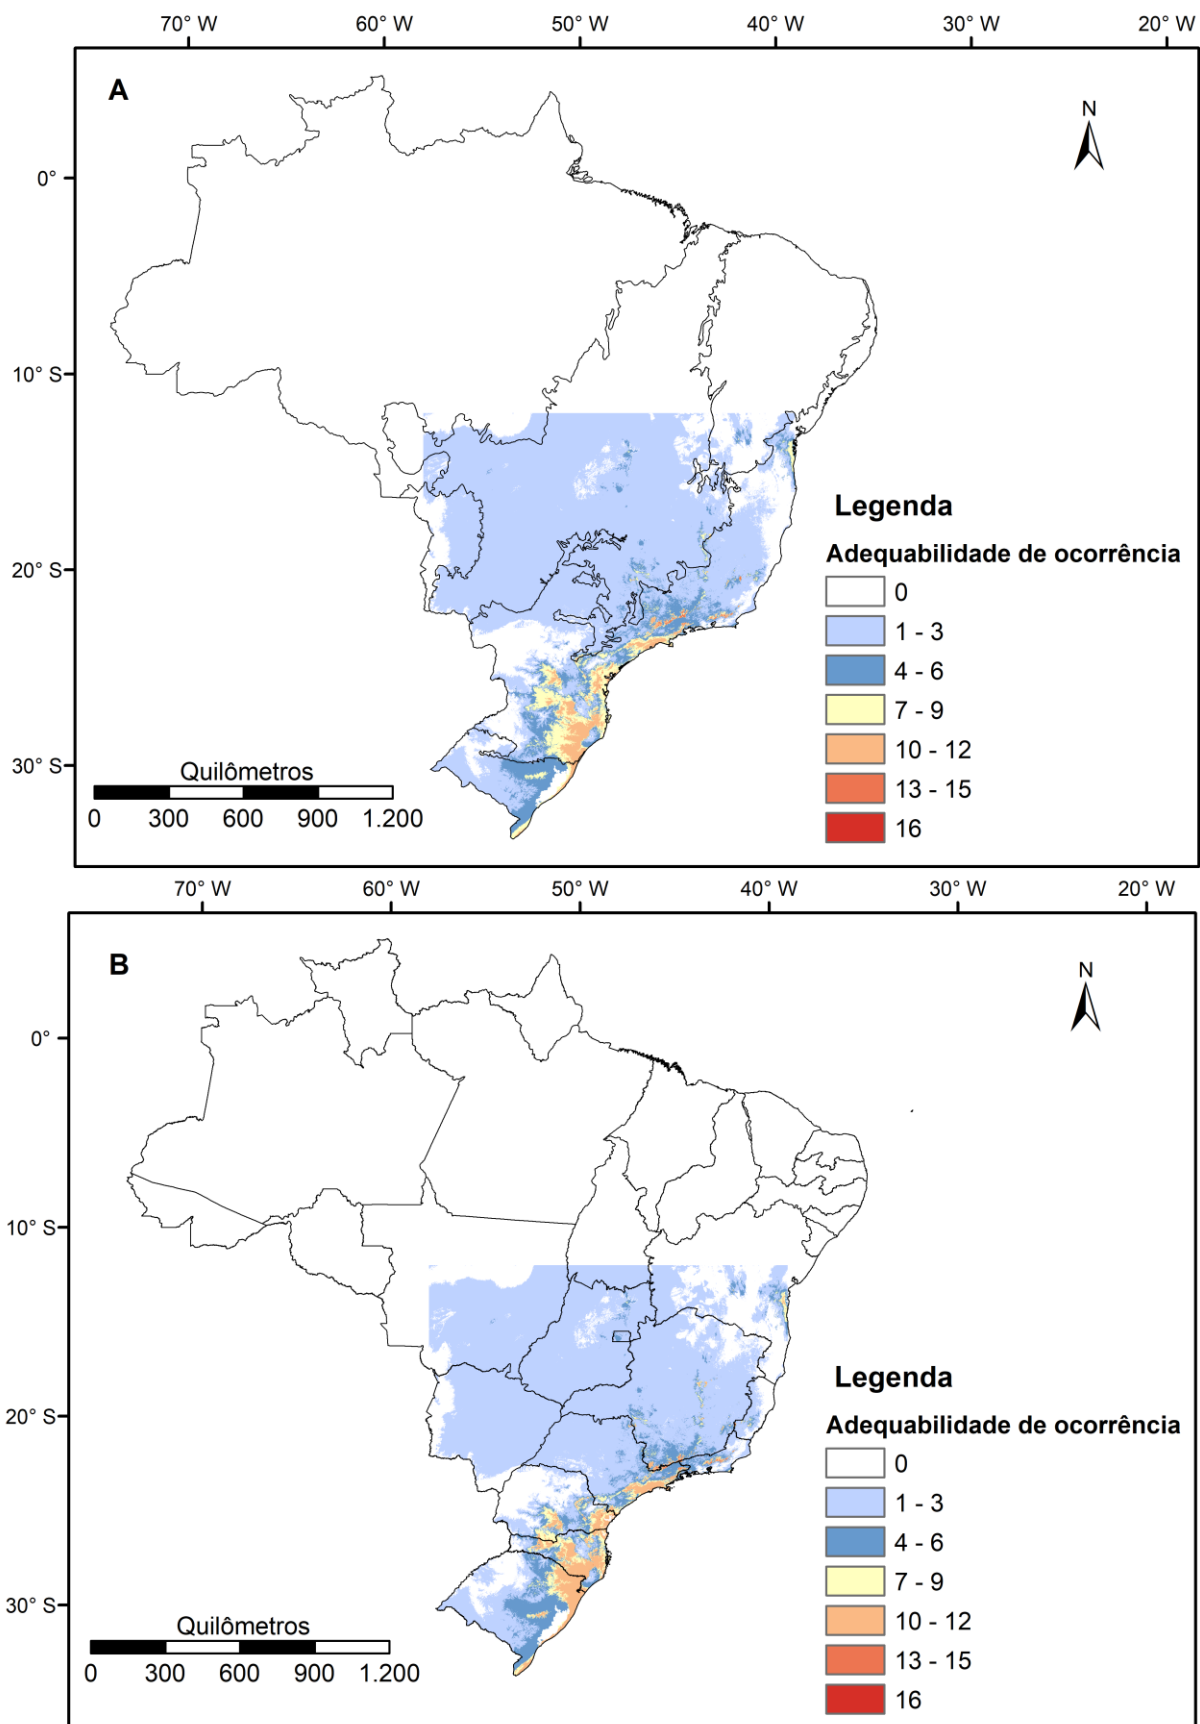 70° W 60° W 50° W 40° W 30° W 20° W
A
N
0°
10° S
20° S
30° S
Legenda
Adequabilidade de ocorrência
0
1 - 3
4 - 6
7 - 9
10 - 12
13 - 15
16
Quilômetros
0 300 600 900 1.200
70° W 60° W 50° W 40° W 30° W 20° W
B
N
0°
10° S
20° S
30° S
Legenda
Adequabilidade de ocorrência
0
1 - 3
4 - 6
7 - 9
10 - 12
13 - 15
16
Quilômetros
0 300 600 900 1.200